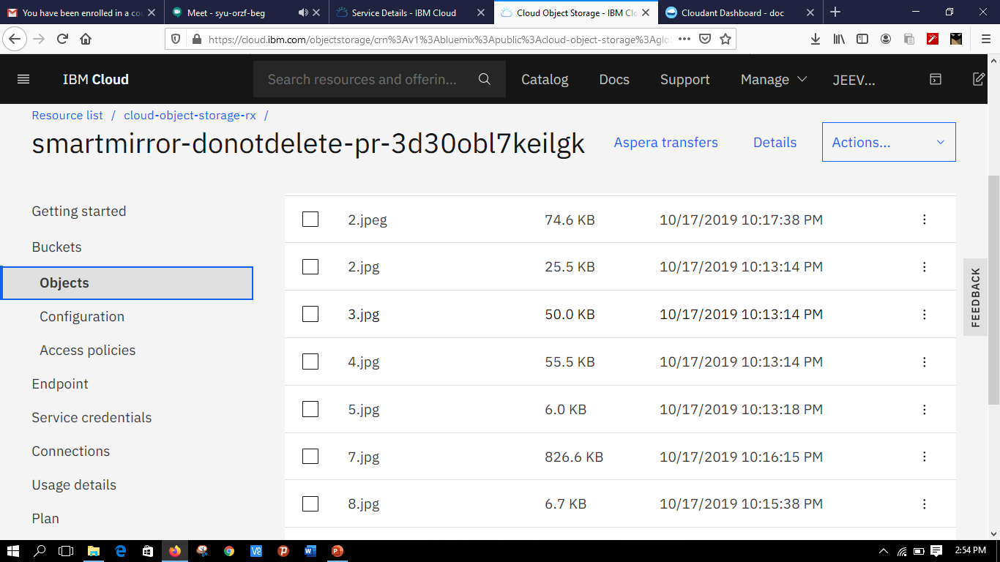 You have been enrolled in a co
Meet - syu-orzf-beg
Service Details - IBM Cloud
Cloud Object Storage - IBM Clo
Cloudant Dashboard - doc
https://cloud.ibm.com/objectstorage/crn%3Av1%3Abluemix%3Apublic%3Acloud-object-storage%3Aglo
IBM Cloud
Search resources and offerin...
Catalog
Docs
Support
Manage
JEEV...
Resource list / cloud-object-storage-rx /
smartmirror-donotdelete-pr-3d30obl7keilgk
Aspera transfers
Details
Actions...
Getting started
Buckets
Objects
Configuration
Access policies
Endpoint
Service credentials
Connections
Usage details
Plan
2.jpeg 74.6 KB 10/17/2019 10:17:38 PM
2.jpg 25.5 KB 10/17/2019 10:13:14 PM
3.jpg 50.0 KB 10/17/2019 10:13:14 PM
4.jpg 55.5 KB 10/17/2019 10:13:14 PM
5.jpg 6.0 KB 10/17/2019 10:13:18 PM
7.jpg 826.6 KB 10/17/2019 10:16:15 PM
8.jpg 6.7 KB 10/17/2019 10:15:38 PM
FEEDBACK
2:54 PM